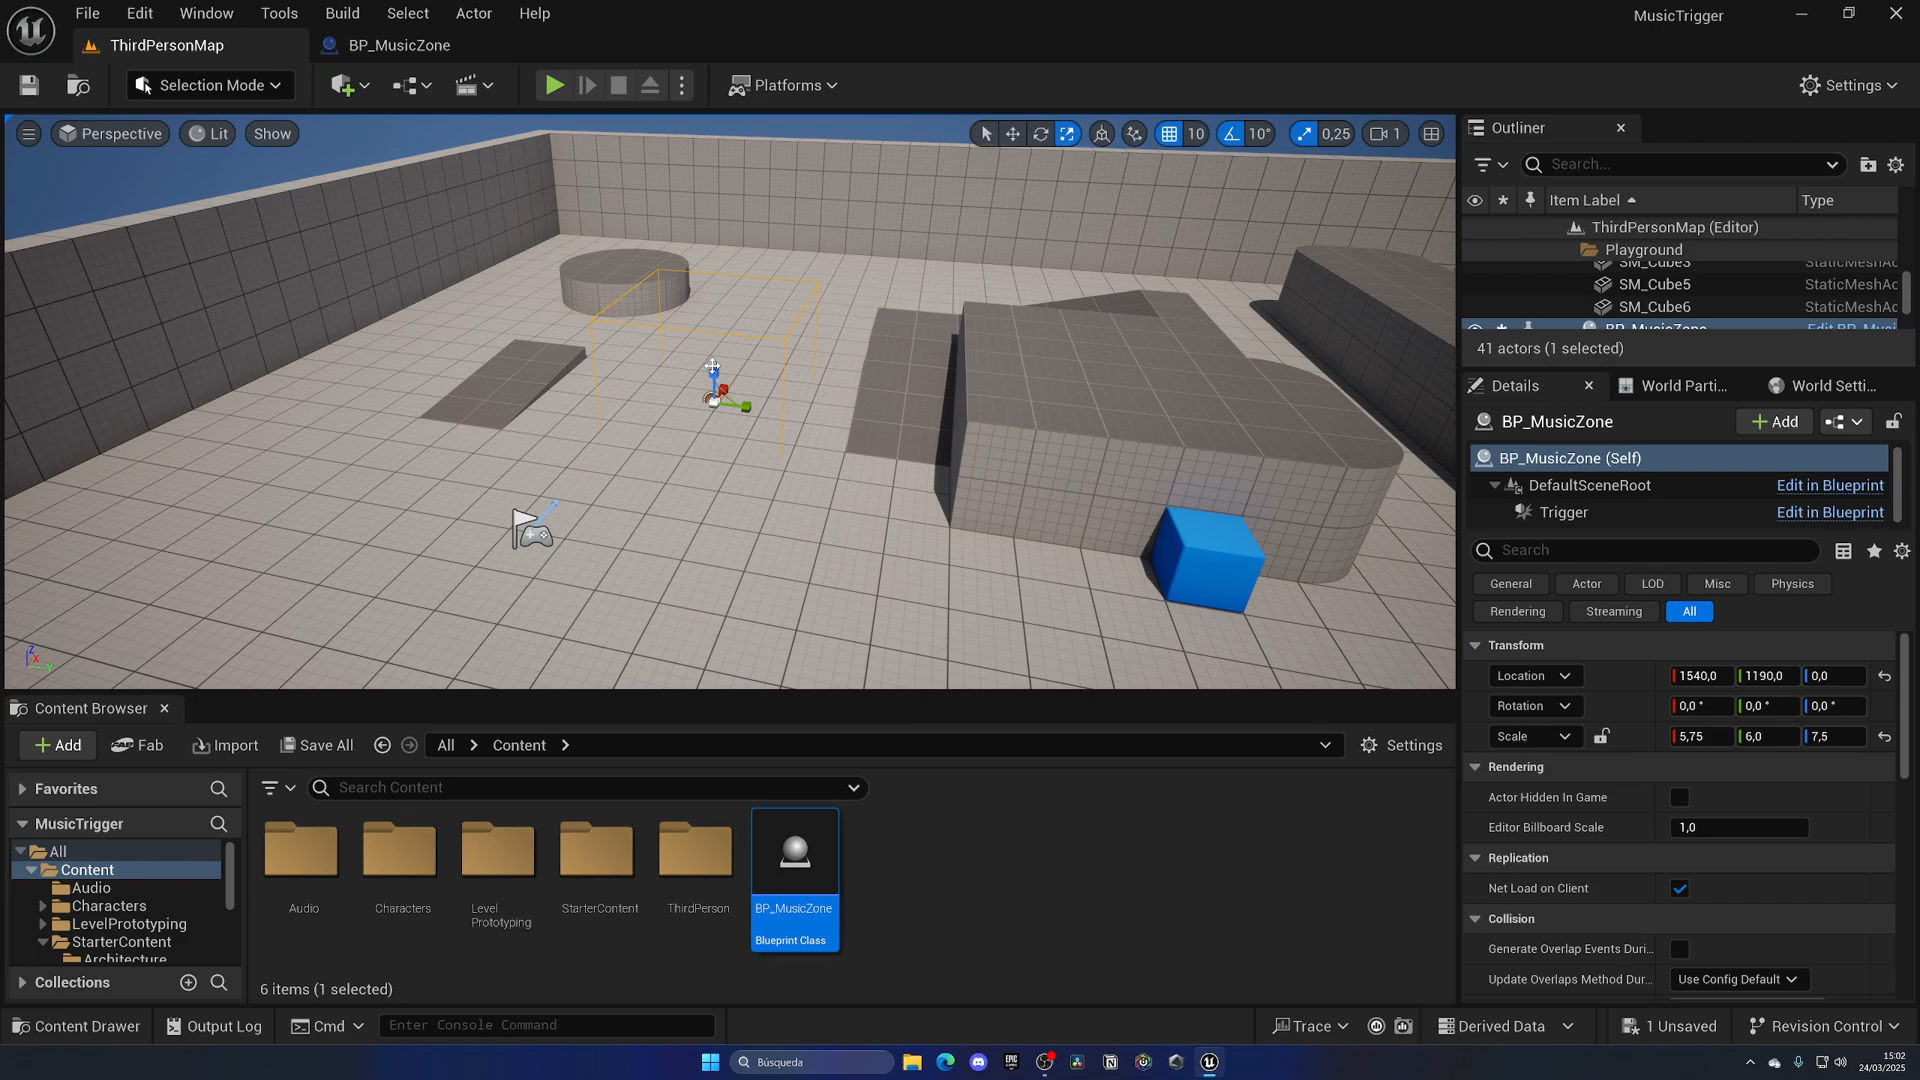 File Edit Window Tools Build Select Actor Help
MusicTrigger
ThirdPersonMap
BP_MusicZone
Selection Mode
Platforms
Settings
Perspective
Lit
Show
10
10°
0,25
1
Outliner
Search...
Item Label
Type
ThirdPersonMap (Editor)
Playground
SM_Cube3 StaticMeshAc
SM_Cube5 StaticMeshAc
SM_Cube6 StaticMeshAc
BP_MusicZone Edit BP_Musi
41 actors (1 selected)
Details
World Parti...
World Setti...
BP_MusicZone
Add
BP_MusicZone (Self)
DefaultSceneRoot Edit in Blueprint
Trigger Edit in Blueprint
Search
General Actor LOD Misc Physics
Rendering Streaming All
Transform
Location 1540,0 1190,0 0,0
Rotation 0,0 ° 0,0 ° 0,0 °
Scale 5,75 6,0 7,5
Rendering
Actor Hidden In Game
Editor Billboard Scale 1,0
Replication
Net Load on Client
Collision
Generate Overlap Events Duri...
Update Overlaps Method Dur... Use Config Default
Z
X
Y
Content Browser
Add
Fab
Import
Save All
All
Content
Settings
Favorites
MusicTrigger
All
Content
Audio
Characters
LevelPrototyping
StarterContent
Architecture
Collections
Search Content
Audio
Characters
Level
Prototyping
StarterContent
ThirdPerson
BP_MusicZone
Blueprint Class
6 items (1 selected)
Content Drawer
Output Log
Cmd
Enter Console Command
Trace
Derived Data
1 Unsaved
Revision Control
Búsqueda
EPIC
GAMES
15:02
24/03/2025